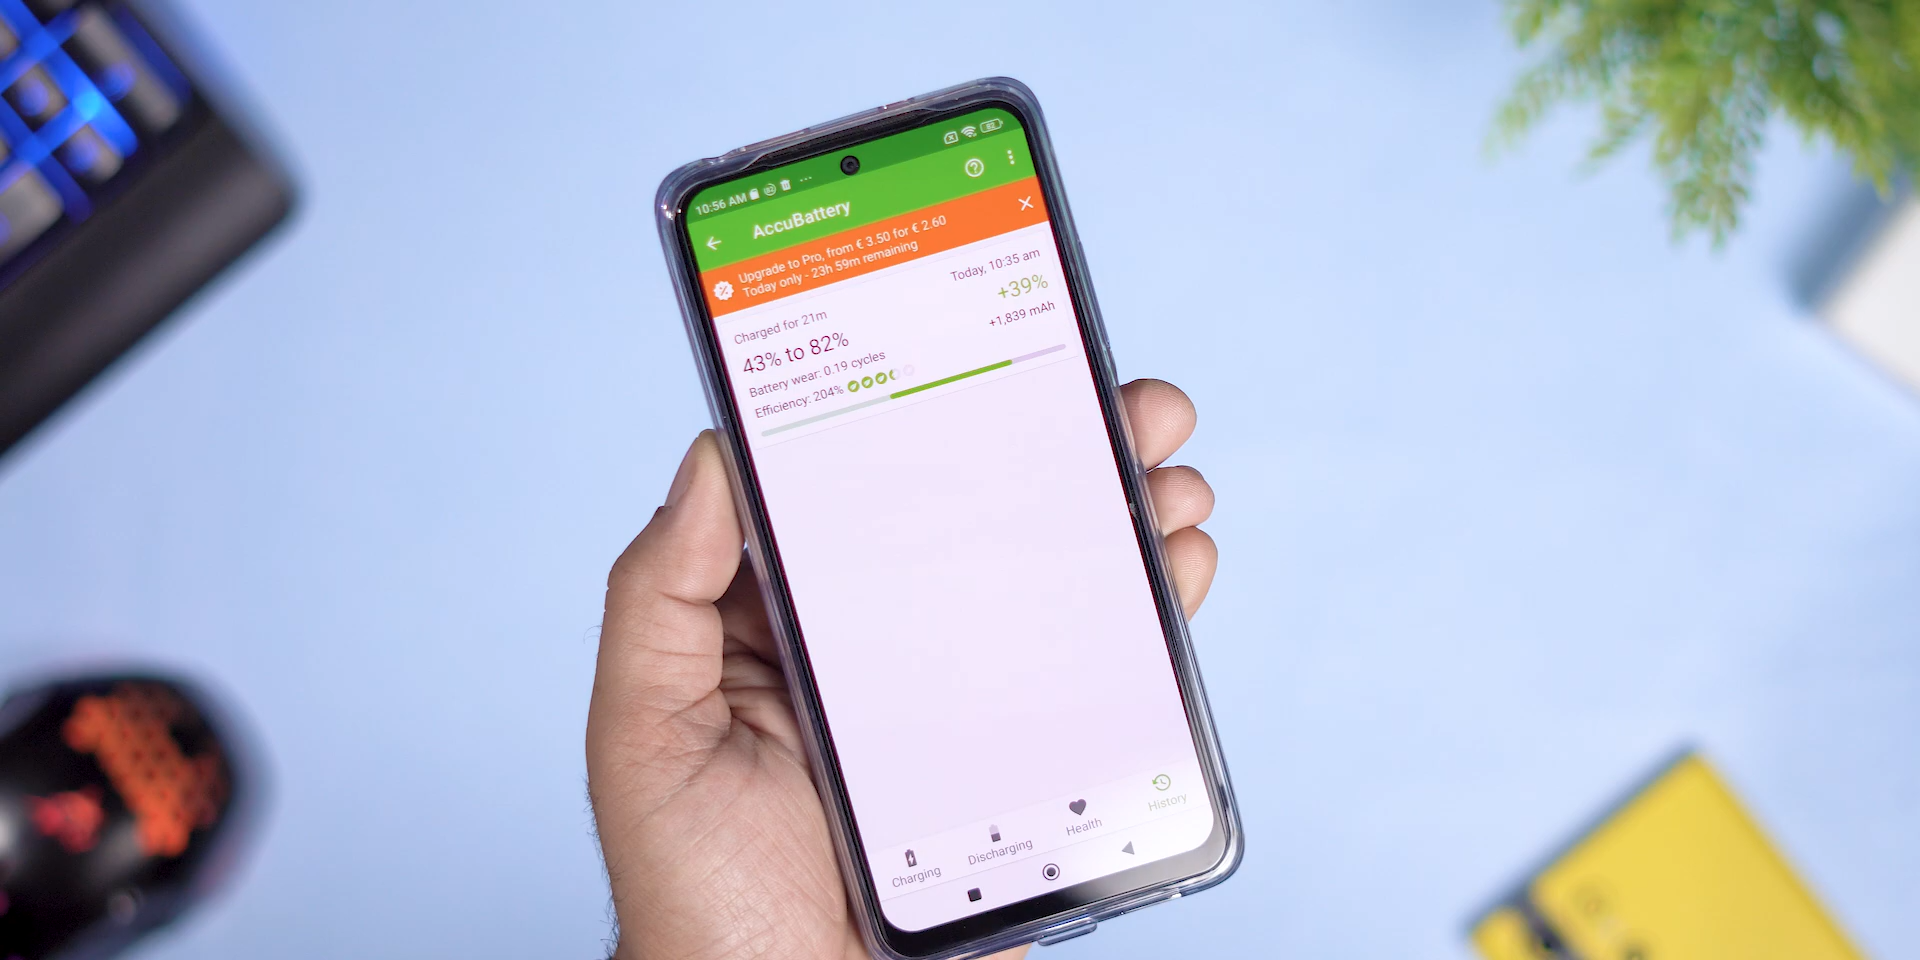 10:56 AM
82
AccuBattery
Upgrade to Pro, from € 3.50 for € 2.60
Today only - 23h 59m remaining
Today, 10:35 am
Charged for 21m
+39%
43% to 82%
+1,839 mAh
Battery wear: 0.19 cycles
Efficiency: 204%
Charging
Discharging
Health
History